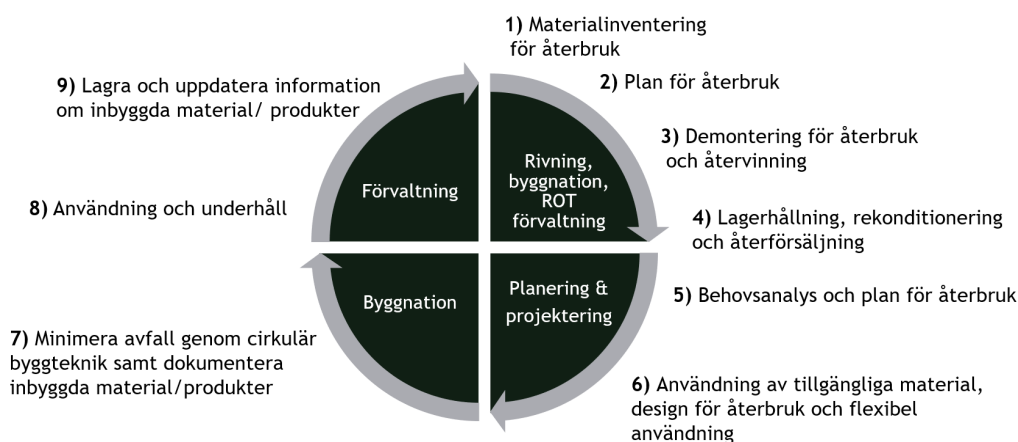 1) Materialinventering
för återbruk
2) Plan för återbruk
3) Demontering för återbruk
och återvinning
4) Lagerhållning, rekonditionering
och återförsäljning
5) Behovsanalys och plan för återbruk
6) Användning av tillgängliga material,
design för återbruk och flexibel
användning
7) Minimera avfall genom cirkulär
byggteknik samt dokumentera
inbyggda material/produkter
8) Användning och underhåll
9) Lagra och uppdatera information
om inbyggda material/ produkter
Rivning,
byggnation,
ROT
förvaltning
Planering &
projektering
Byggnation
Förvaltning